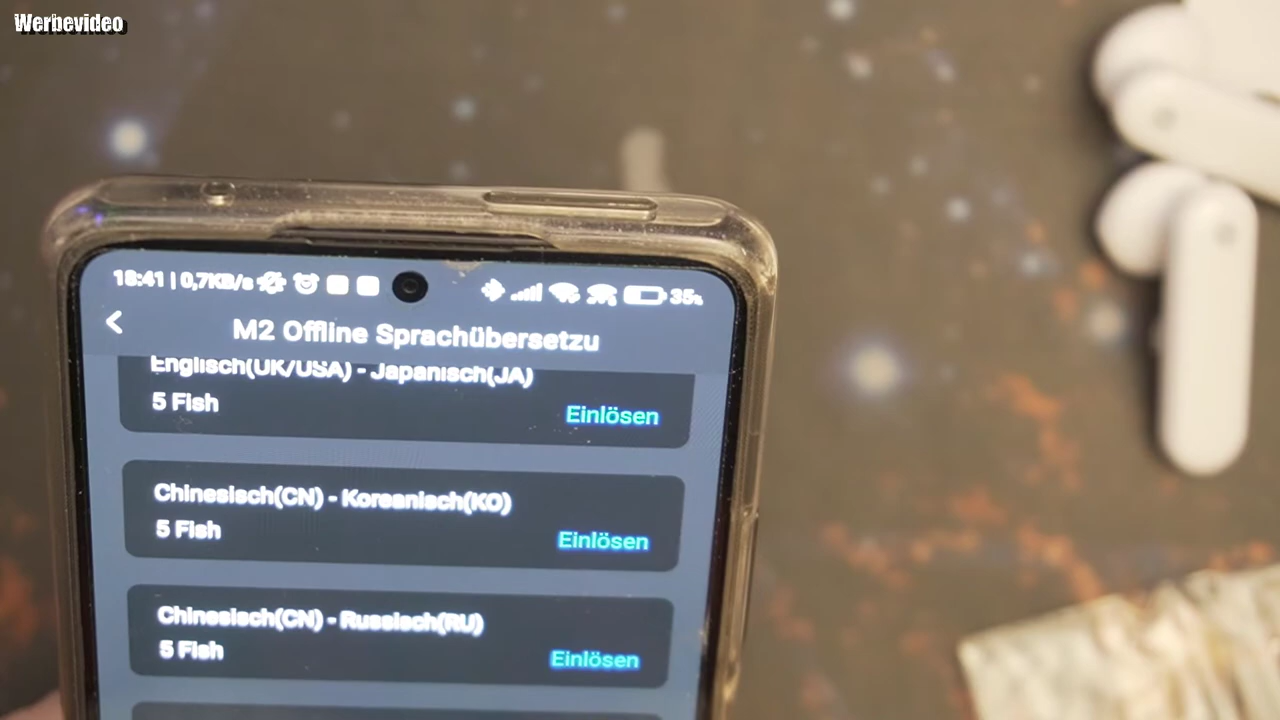 Werbevideo
18:41 | 0,7KB/s 35%
M2 Offline Sprachübersetzu
Englisch(UK/USA) - Japanisch(JA)
5 Fish
Einlösen
Chinesisch(CN) - Koreanisch(KO)
5 Fish
Einlösen
Chinesisch(CN) - Russisch(RU)
5 Fish
Einlösen